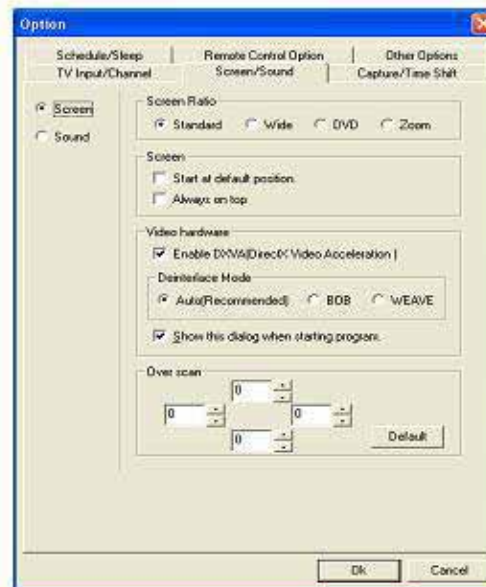 Option
Schedule/Sleep Remote Control Option Other Options
TV Input/Channel Screen/Sound Capture/Time Shift
Screen
Sound
Screen Ratio
Standard Wide DVD Zoom
Screen
Start at default position.
Always on top
Video hardware
Enable DXVA(DirectX Video Acceleration )
Deinterlace Mode
Auto(Recommended) BOB WEAVE
Show this dialog when starting program.
Over scan
0
0 0
0
Default
Ok Cancel